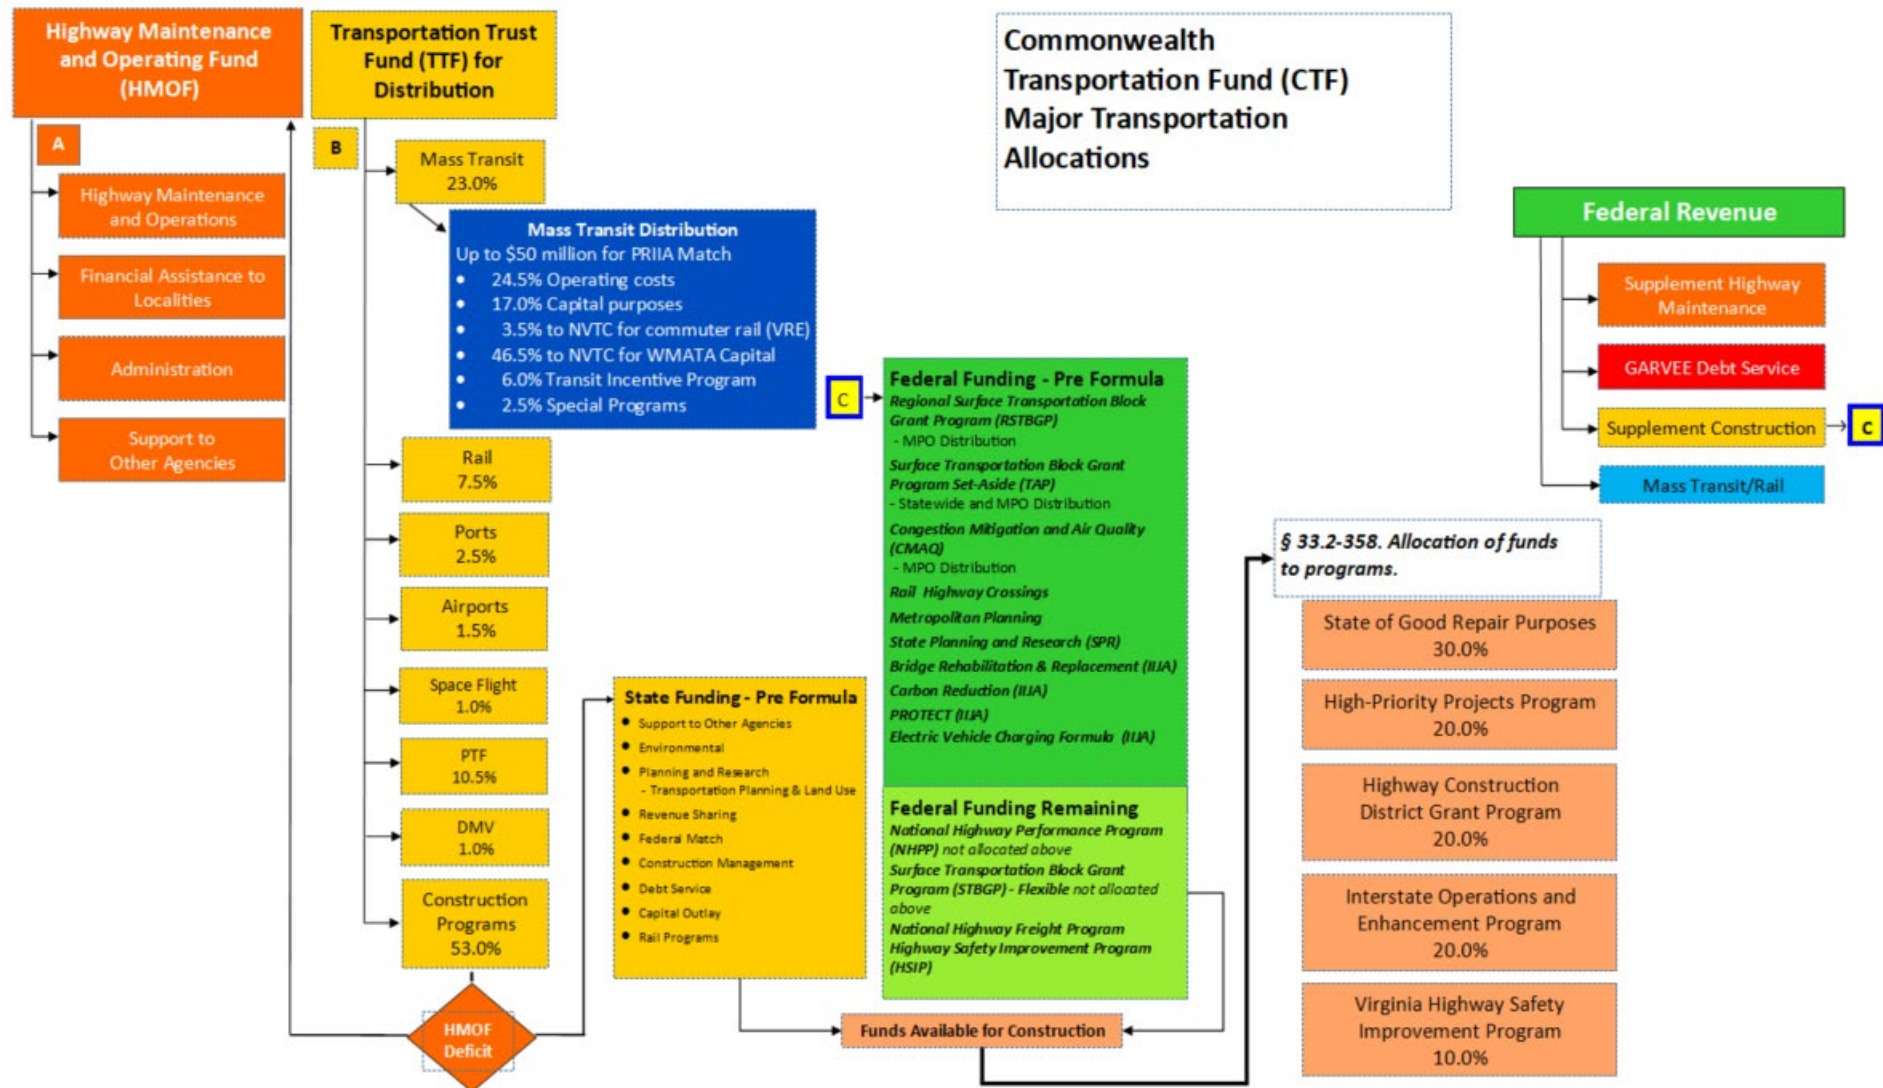 Highway Maintenance
and Operating Fund
(HMOF)
A
Highway Maintenance
and Operations
Financial Assistance to
Localities
Administration
Support to
Other Agencies
Transportation Trust
Fund (TTF) for
Distribution
B
Mass Transit
23.0%
Mass Transit Distribution
Up to $50 million for PRIIA Match
• 24.5% Operating costs
• 17.0% Capital purposes
• 3.5% to NVTC for commuter rail (VRE)
• 46.5% to NVTC for WMATA Capital
• 6.0% Transit Incentive Program
• 2.5% Special Programs
Rail
7.5%
Ports
2.5%
Airports
1.5%
Space Flight
1.0%
PTF
10.5%
DMV
1.0%
Construction
Programs
53.0%
HMOF
Deficit
State Funding - Pre Formula
• Support to Other Agencies
• Environmental
• Planning and Research
- Transportation Planning & Land Use
• Revenue Sharing
• Federal Match
• Construction Management
• Debt Service
• Capital Outlay
• Rail Programs
Commonwealth
Transportation Fund (CTF)
Major Transportation
Allocations
C
Federal Funding - Pre Formula
Regional Surface Transportation Block
Grant Program (RSTBGP)
- MPO Distribution
Surface Transportation Block Grant
Program Set-Aside (TAP)
- Statewide and MPO Distribution
Congestion Mitigation and Air Quality
(CMAQ)
- MPO Distribution
Rail Highway Crossings
Metropolitan Planning
State Planning and Research (SPR)
Bridge Rehabilitation & Replacement (IIJA)
Carbon Reduction (IIJA)
PROTECT (IIJA)
Electric Vehicle Charging Formula (IIJA)
Federal Funding Remaining
National Highway Performance Program
(NHPP) not allocated above
Surface Transportation Block Grant
Program (STBGP) - Flexible not allocated
above
National Highway Freight Program
Highway Safety Improvement Program
(HSIP)
Funds Available for Construction
Federal Revenue
Supplement Highway
Maintenance
GARVEE Debt Service
Supplement Construction
C
Mass Transit/Rail
§ 33.2-358. Allocation of funds
to programs.
State of Good Repair Purposes
30.0%
High-Priority Projects Program
20.0%
Highway Construction
District Grant Program
20.0%
Interstate Operations and
Enhancement Program
20.0%
Virginia Highway Safety
Improvement Program
10.0%